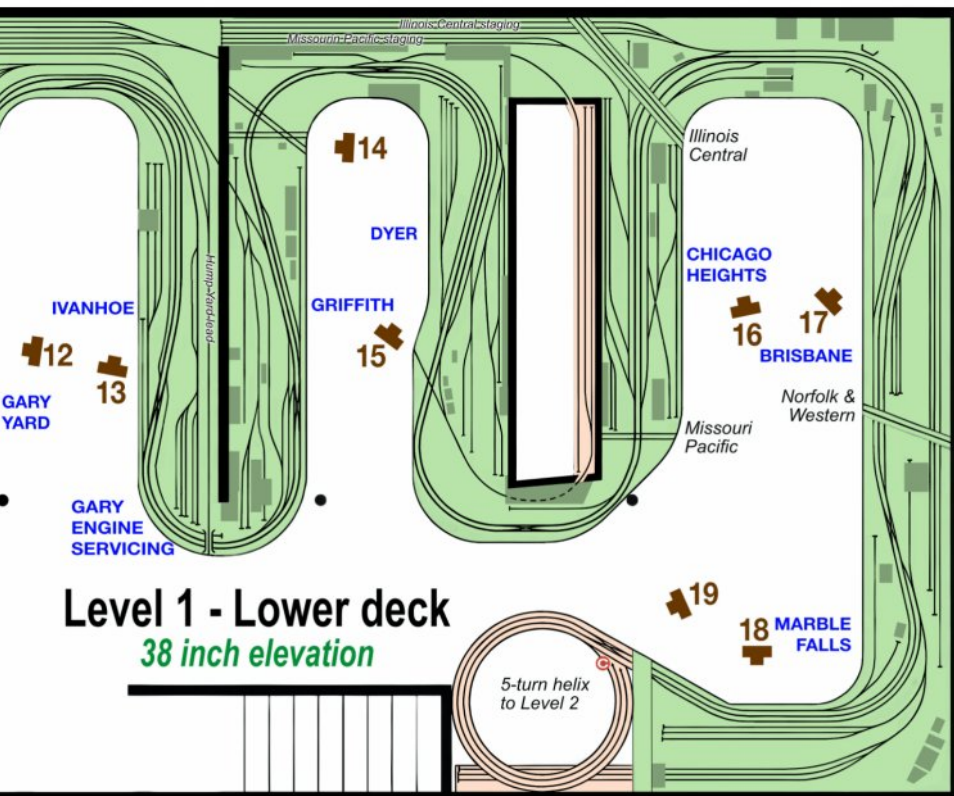 Illinois Central staging
Missourin Pacific staging
Illinois
Central
14
DYER
Hump Yard lead
CHICAGO
HEIGHTS
IVANHOE
GRIFFITH
16
17
15
12
13
BRISBANE
GARY
YARD
Norfolk &
Western
Missouri
Pacific
GARY
ENGINE
SERVICING
Level 1 - Lower deck
38 inch elevation
19
18
MARBLE
FALLS
C
5-turn helix
to Level 2